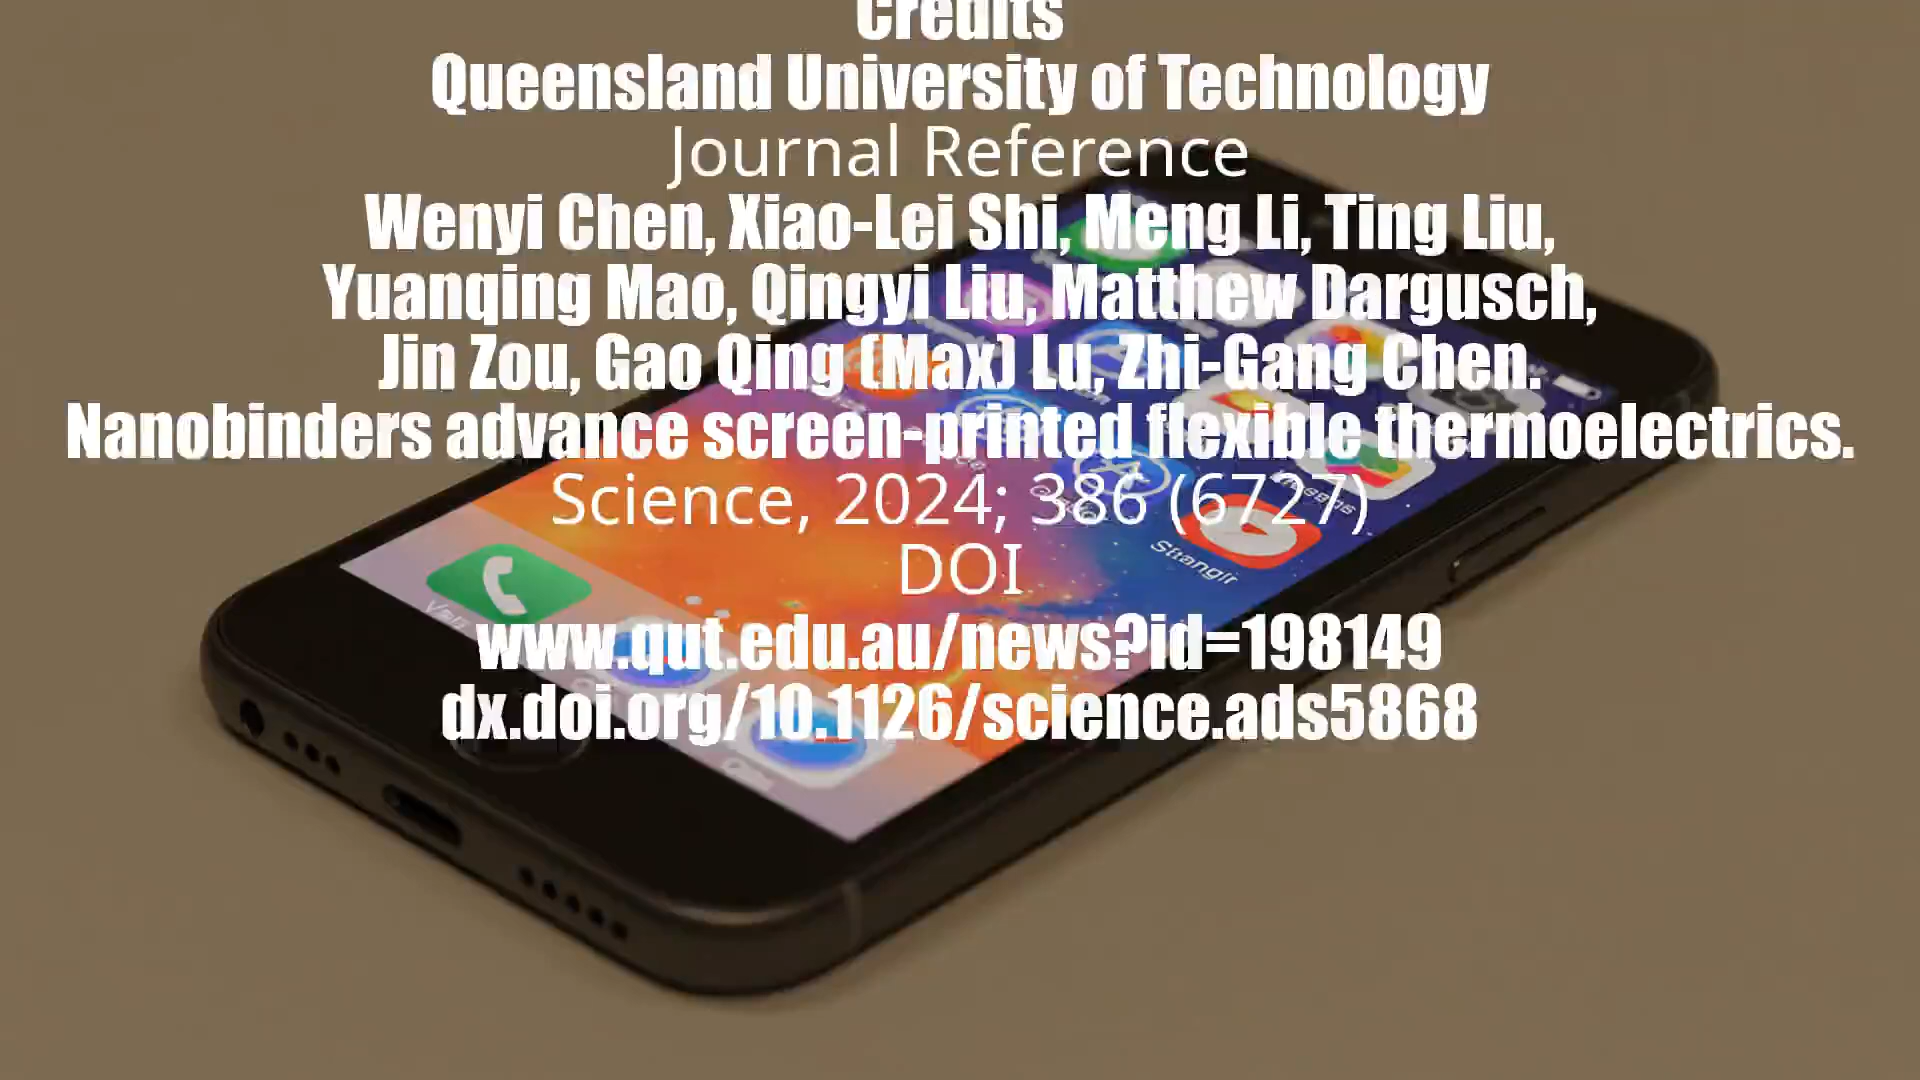 Credits
Queensland University of Technology
Journal Reference
Wenyi Chen, Xiao-Lei Shi, Meng Li, Ting Liu,
Yuanqing Mao, Qingyi Liu, Matthew Dargusch,
Jin Zou, Gao Qing (Max) Lu, Zhi-Gang Chen.
Nanobinders advance screen-printed flexible thermoelectrics.
Science, 2024; 386 (6727)
DOI
www.qut.edu.au/news?id=198149
dx.doi.org/10.1126/science.ads5868